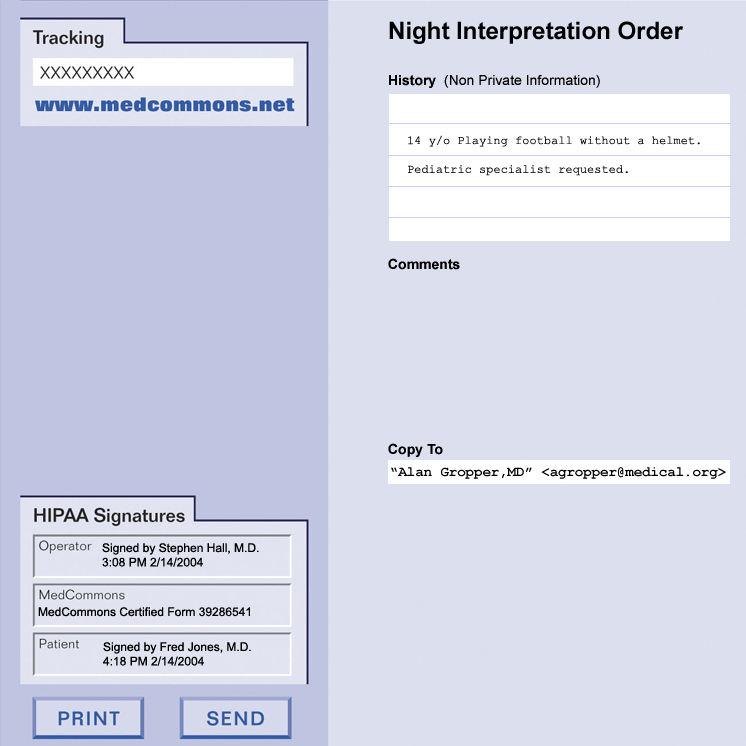 Tracking
XXXXXXXXX
www.medcommons.net
HIPAA Signatures
Operator Signed by Stephen Hall, M.D.
3:08 PM 2/14/2004
MedCommons
MedCommons Certified Form 39286541
Patient Signed by Fred Jones, M.D.
4:18 PM 2/14/2004
PRINT SEND
Night Interpretation Order
History (Non Private Information)
14 y/o Playing football without a helmet.
Pediatric specialist requested.
Comments
Copy To
“Alan Gropper,MD” <agropper@medical.org>